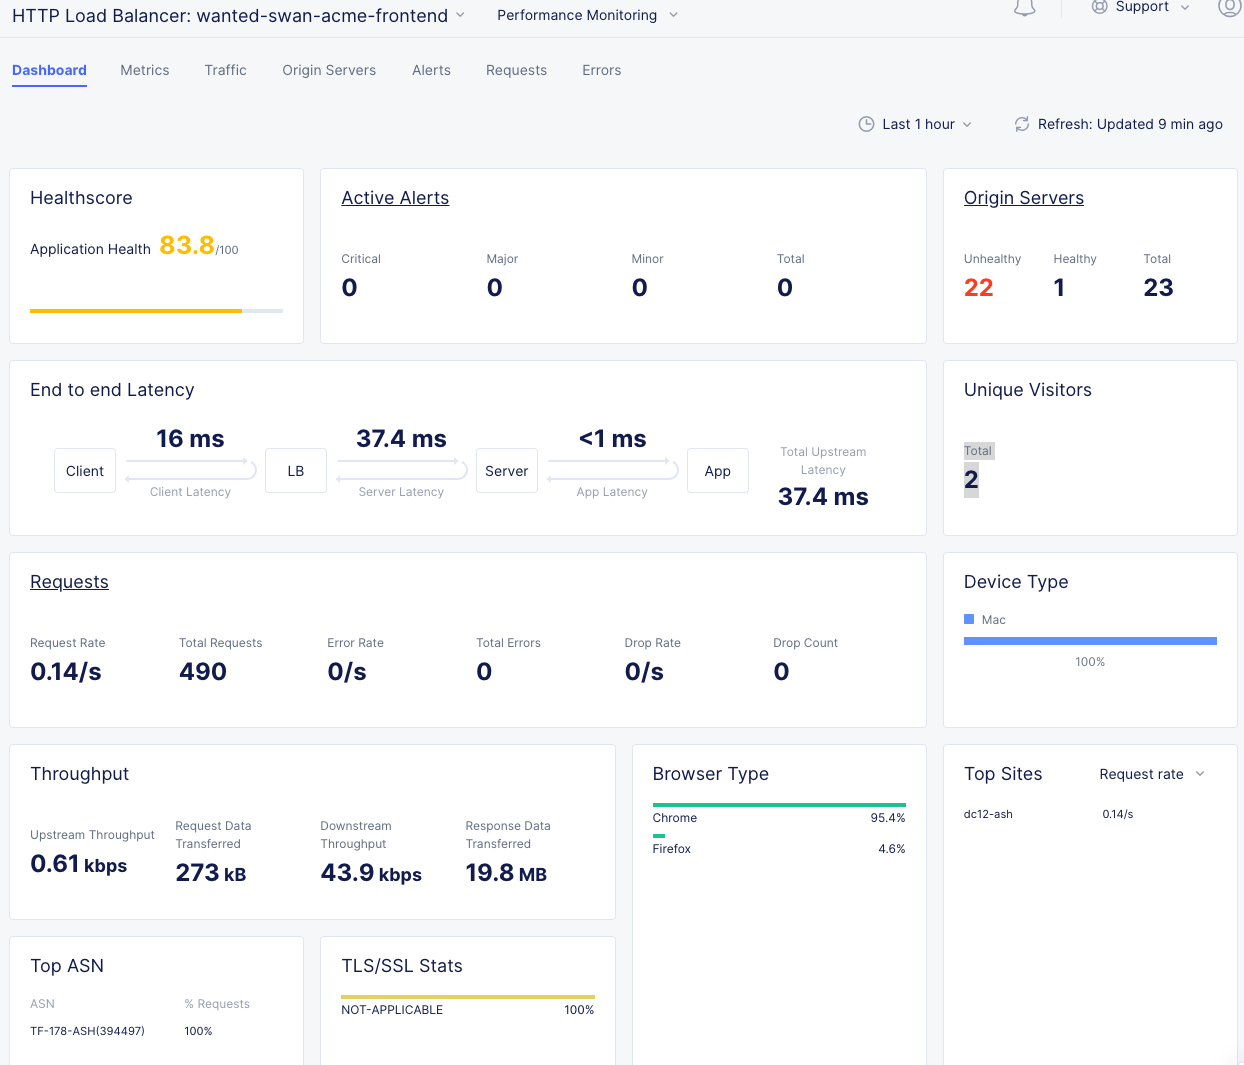 HTTP Load Balancer: wanted-swan-acme-frontend
Performance Monitoring
Support
Dashboard
Metrics
Traffic
Origin Servers
Alerts
Requests
Errors
Last 1 hour
Refresh: Updated 9 min ago
Healthscore
Application Health 83.8/100
Active Alerts
Critical
Major
Minor
Total
0
0
0
0
Origin Servers
Unhealthy
Healthy
Total
22
1
23
End to end Latency
16 ms
37.4 ms
<1 ms
Client
LB
Server
App
Client Latency
Server Latency
App Latency
Total Upstream
Latency
37.4 ms
Unique Visitors
Total
2
Requests
Request Rate
Total Requests
Error Rate
Total Errors
Drop Rate
Drop Count
0.14/s
490
0/s
0
0/s
0
Device Type
Mac
100%
Throughput
Upstream Throughput
0.61 kbps
Request Data
Transferred
273 kB
Downstream
Throughput
43.9 kbps
Response Data
Transferred
19.8 MB
Browser Type
Chrome
95.4%
Firefox
4.6%
Top Sites
Request rate
dc12-ash
0.14/s
Top ASN
ASN
% Requests
TF-178-ASH(394497)
100%
TLS/SSL Stats
NOT-APPLICABLE
100%